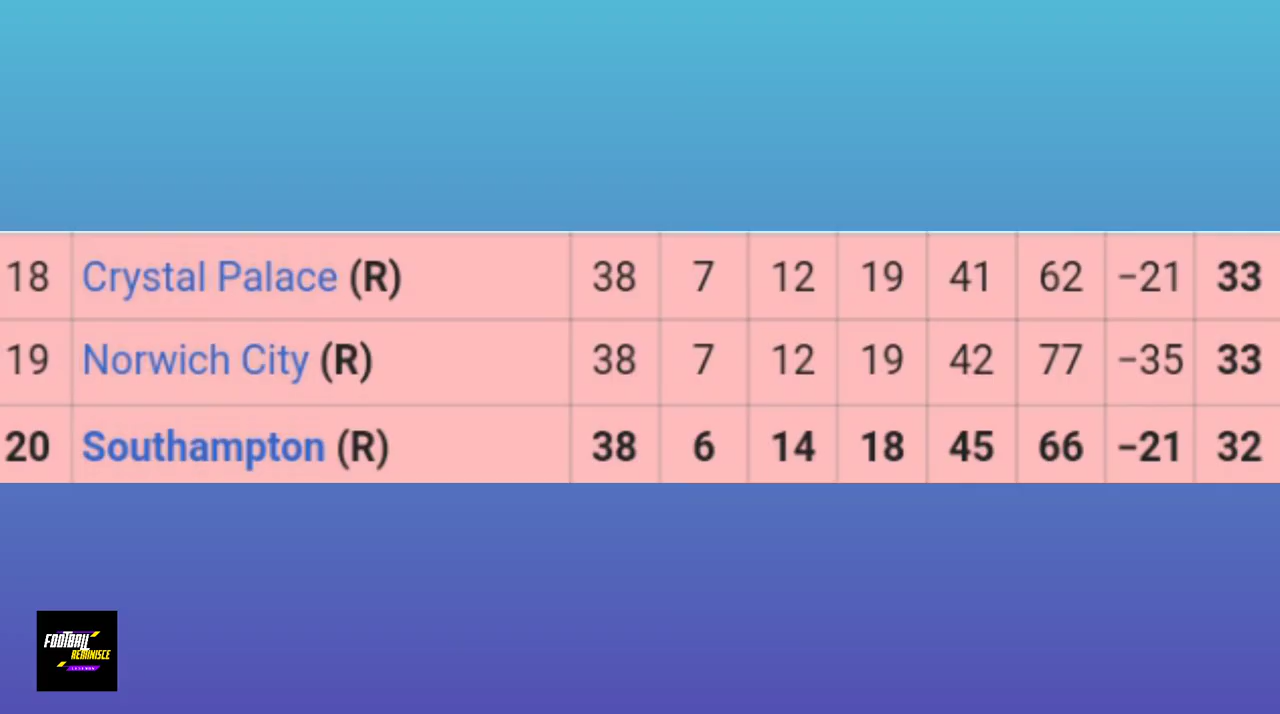 18 Crystal Palace (R) 38 7 12 19 41 62 −21 33
19 Norwich City (R) 38 7 12 19 42 77 −35 33
20 Southampton (R) 38 6 14 18 45 66 −21 32
FOOTBALL
REMINISCE